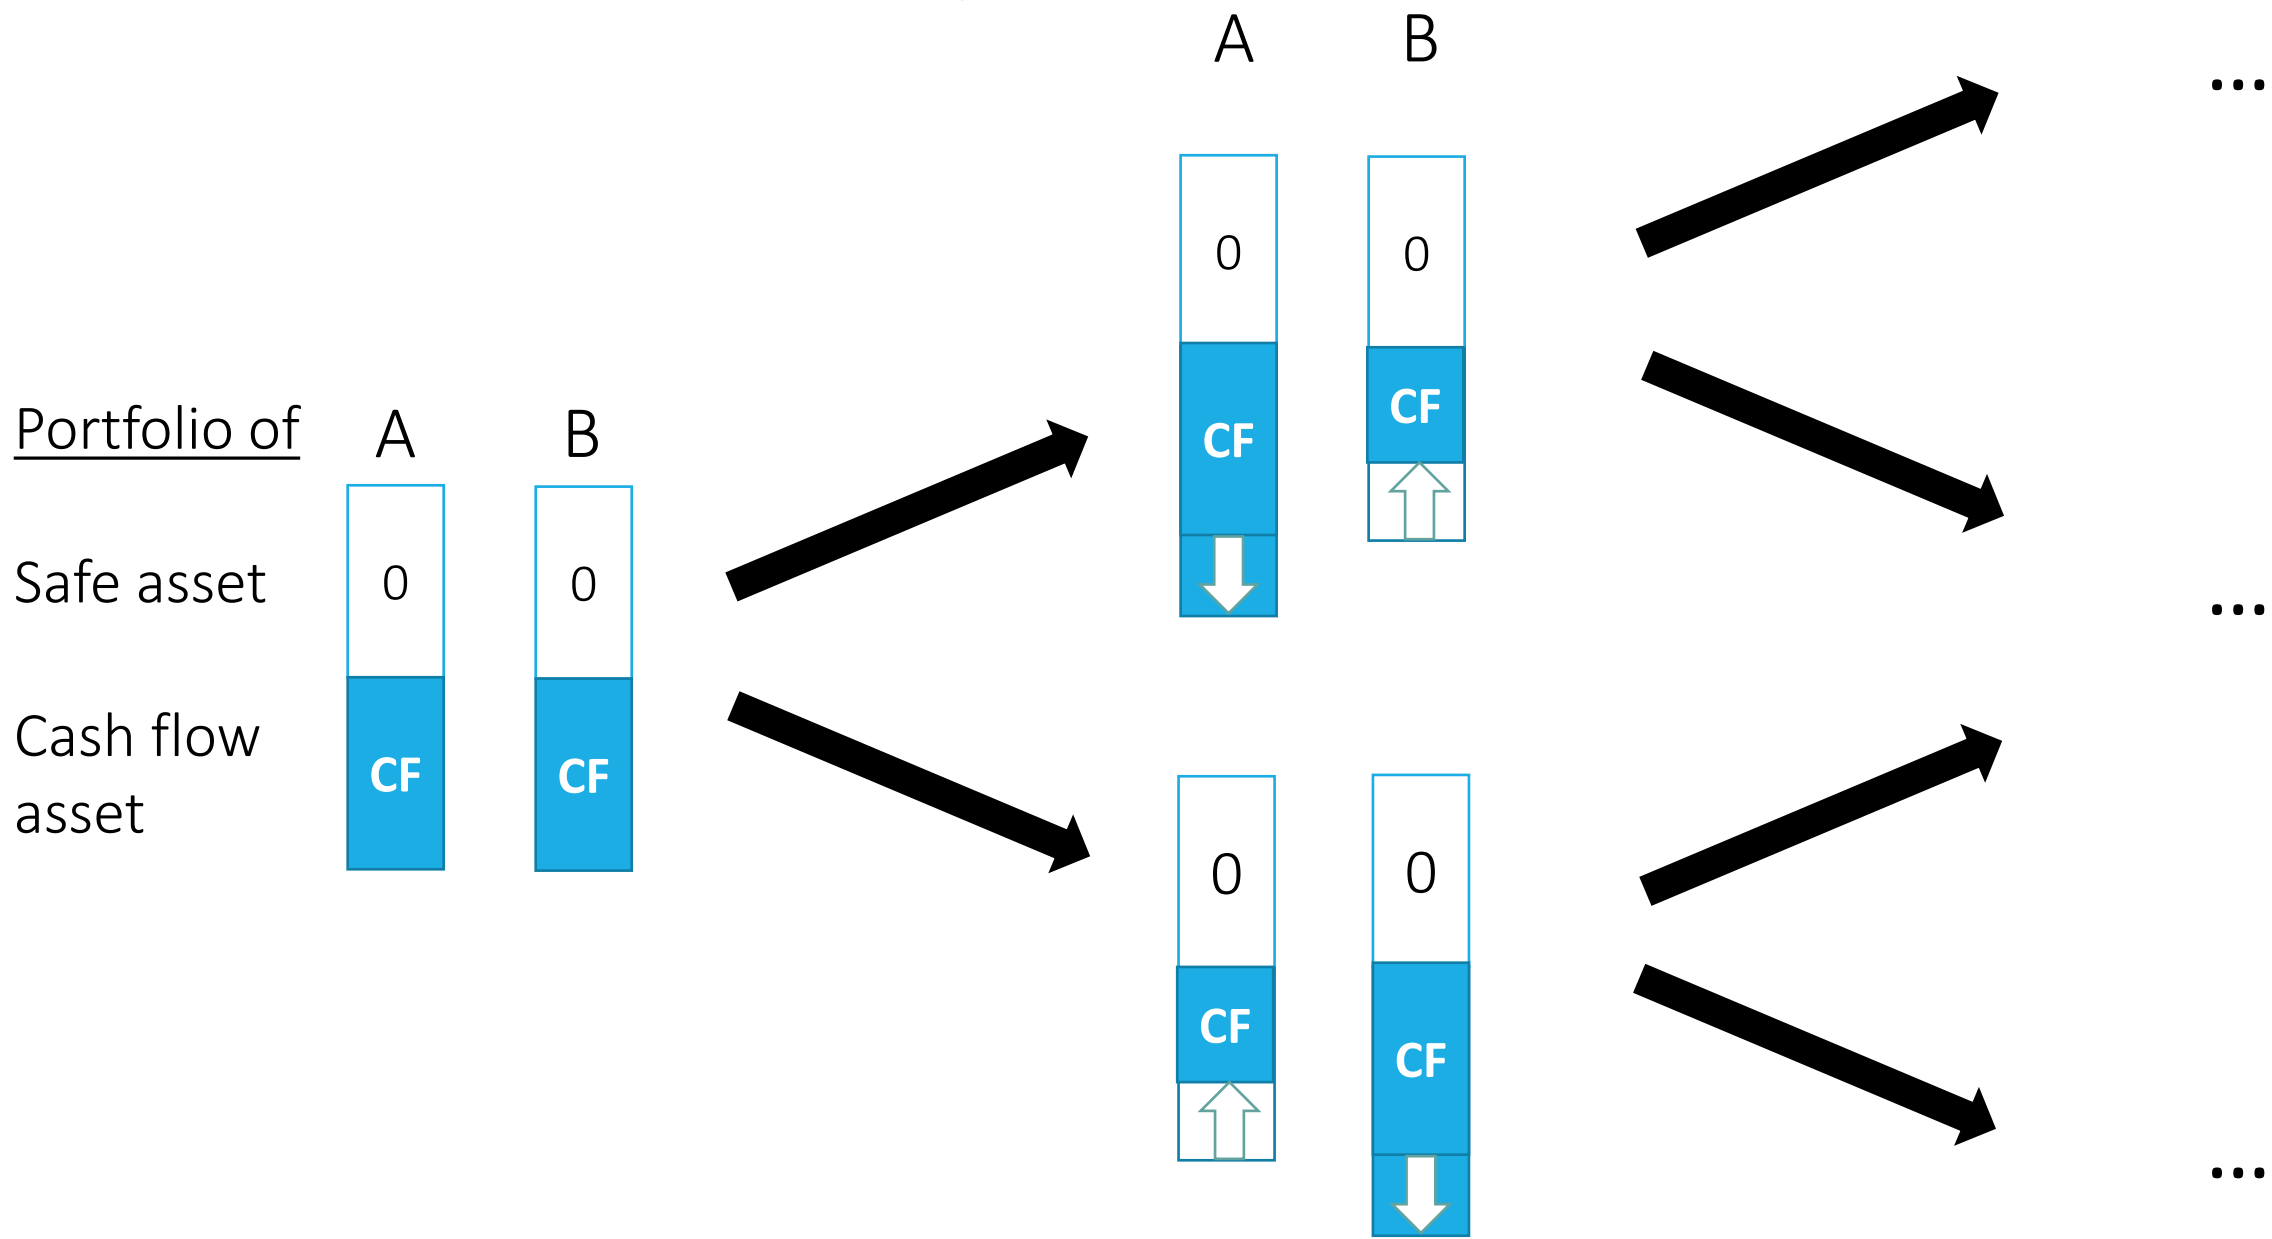 A B
...
0 0
CF
CF
Portfolio of A B
Safe asset 0 0
...
Cash flow
asset
CF CF
0 0
CF
CF
...